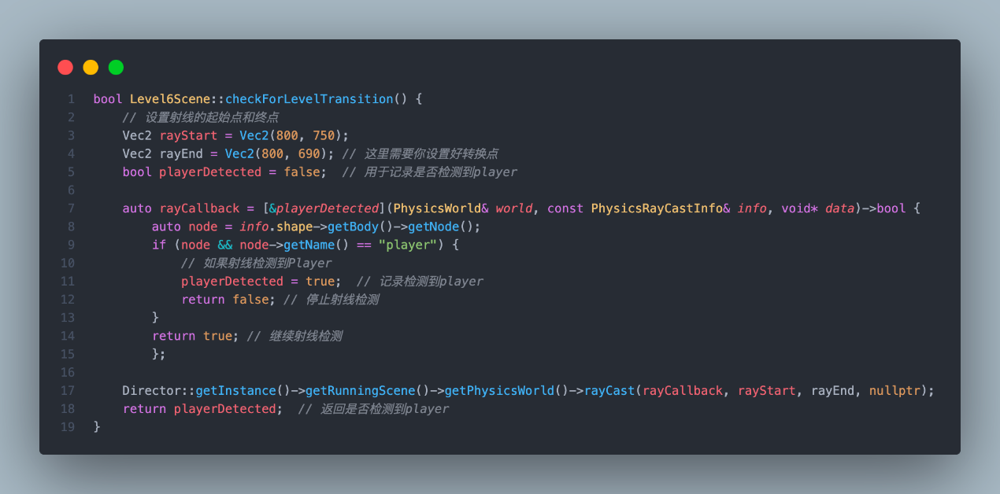 1 bool Level6Scene::checkForLevelTransition() {
2 // 设置射线的起始点和终点
3 Vec2 rayStart = Vec2(800, 750);
4 Vec2 rayEnd = Vec2(800, 690); // 这里需要你设置好转换点
5 bool playerDetected = false;  // 用于记录是否检测到player
6
7 auto rayCallback = [&playerDetected](PhysicsWorld& world, const PhysicsRayCastInfo& info, void* data)->bool {
8 auto node = info.shape->getBody()->getNode();
9 if (node && node->getName() == "player") {
10 // 如果射线检测到Player
11 playerDetected = true;  // 记录检测到player
12 return false; // 停止射线检测
13 }
14 return true; // 继续射线检测
15 };
16
17 Director::getInstance()->getRunningScene()->getPhysicsWorld()->rayCast(rayCallback, rayStart, rayEnd, nullptr);
18 return playerDetected;  // 返回是否检测到player
19 }